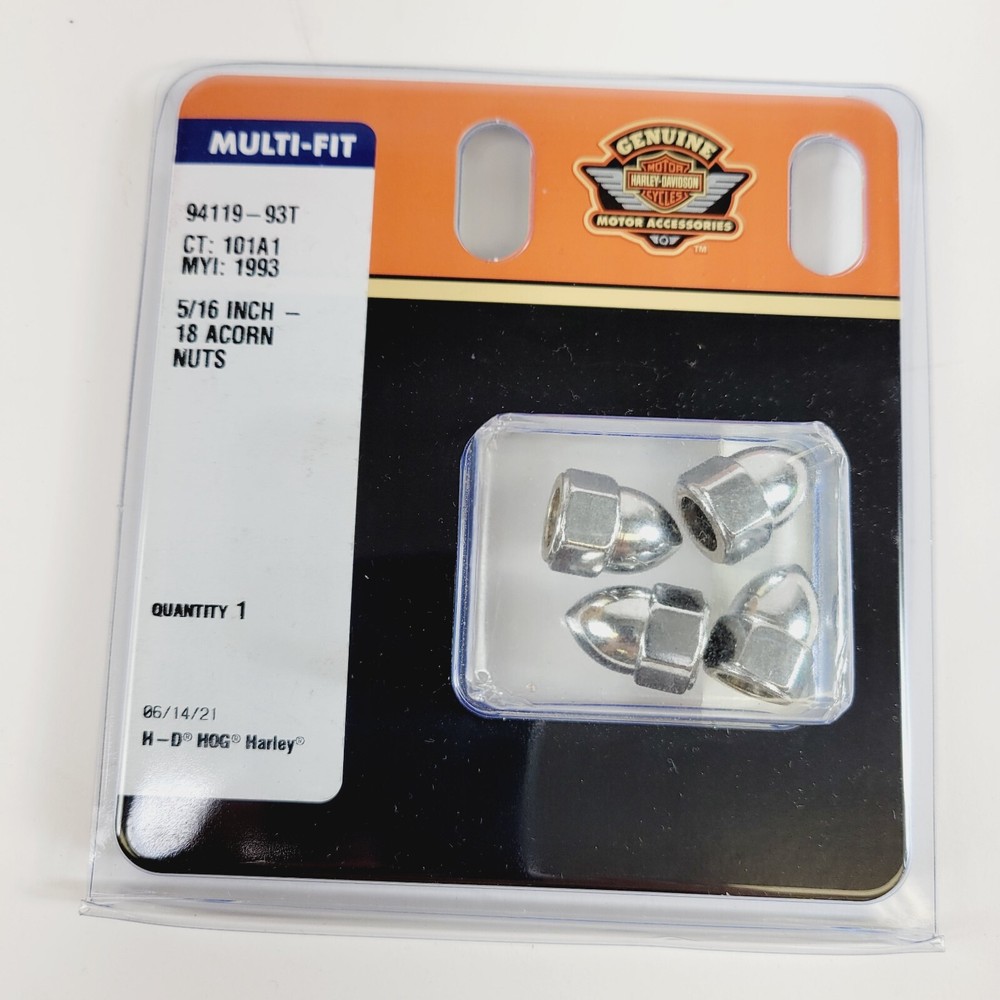 MULTI-FIT
94119-93T
CT: 101A1
MYI: 1993
5/16 INCH -
18 ACORN
NUTS
QUANTITY 1
06/14/21
H-D® HOG® Harley®
GENUINE
MOTOR
HARLEY-DAVIDSON
CYCLES
MOTOR ACCESSORIES
TM